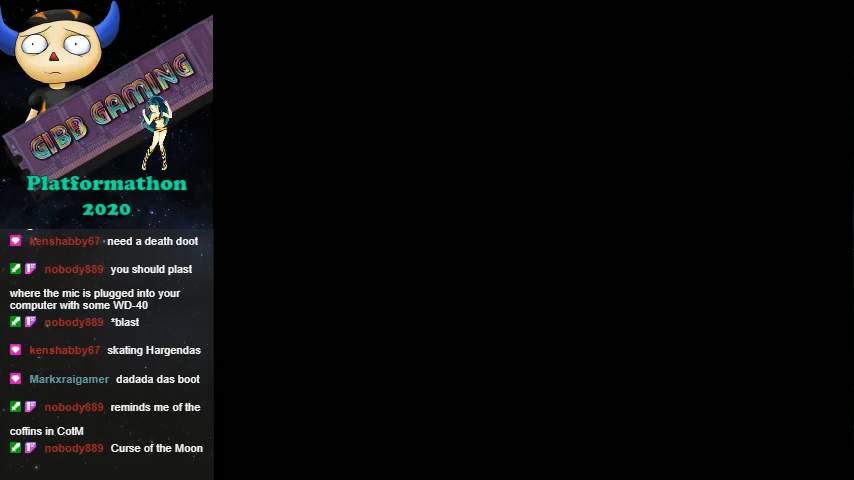 GIBB GAMING
Platformathon
2020
kenshabby67 need a death doot
nobody889 you should plast
where the mic is plugged into your
computer with some WD-40
nobody889 *blast
kenshabby67 skating Hargendas
Markxraigamer dadada das boot
nobody889 reminds me of the
coffins in CotM
nobody889 Curse of the Moon